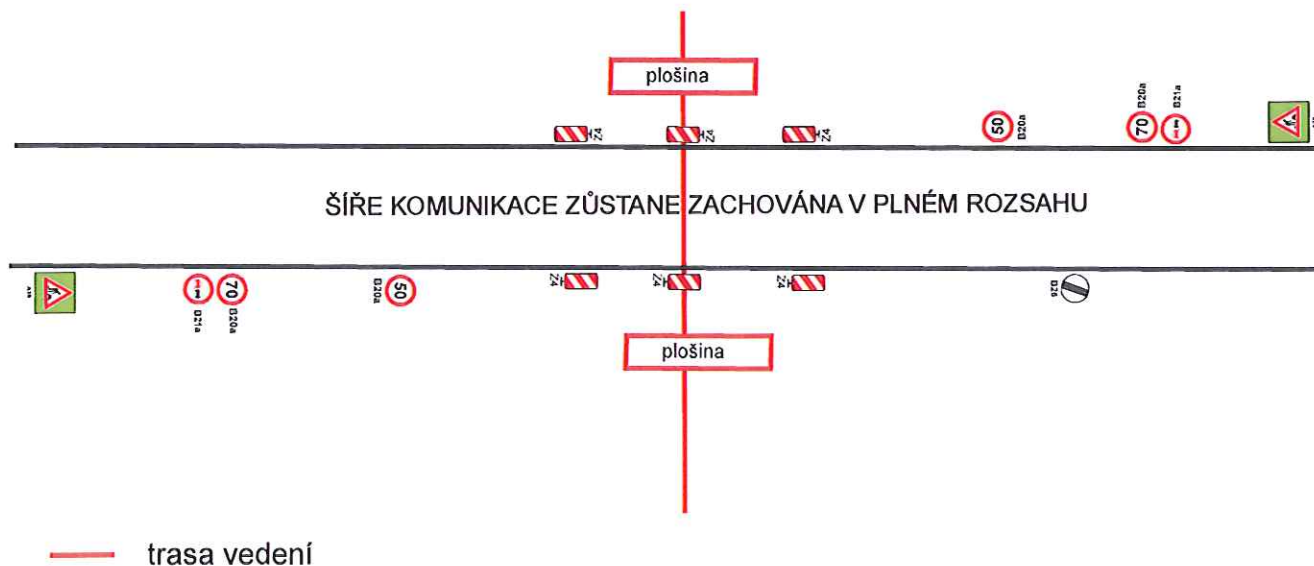 plošina
Z4
Z4
Z4
50
B20a
B20a
70
B21a
ŠÍŘE KOMUNIKACE ZŮSTANE ZACHOVÁNA V PLNÉM ROZSAHU
B21a
70
B20a
B20a
50
Z4
Z4
Z4
B26
plošina
trasa vedení